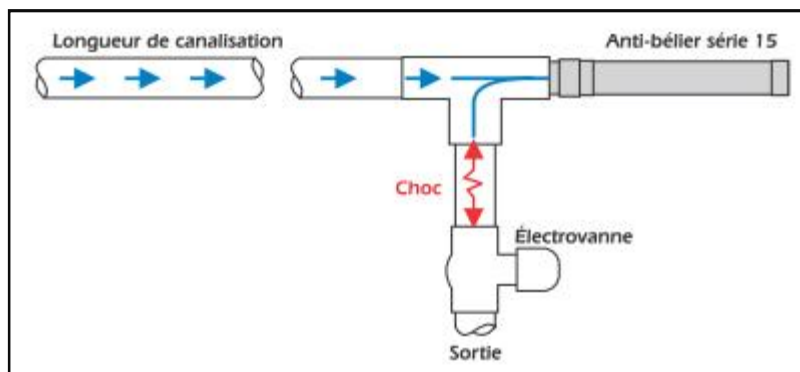 Longueur de canalisation
Anti-bélier série 15
Choc
Électrovanne
Sortie